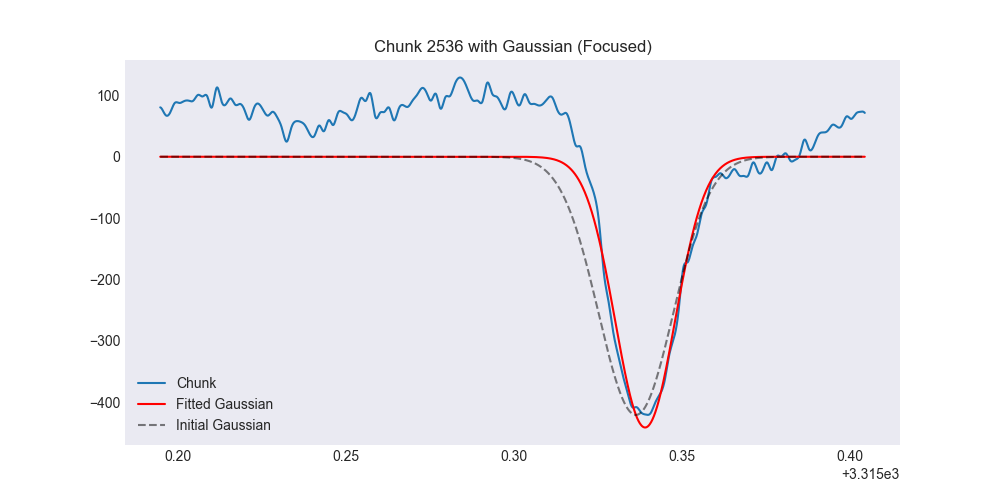 Chunk 2536 with Gaussian (Focused)
100
0
−100
−200
−300
−400
Chunk
Fitted Gaussian
Initial Gaussian
0.20 0.25 0.30 0.35 0.40
+3.315e3